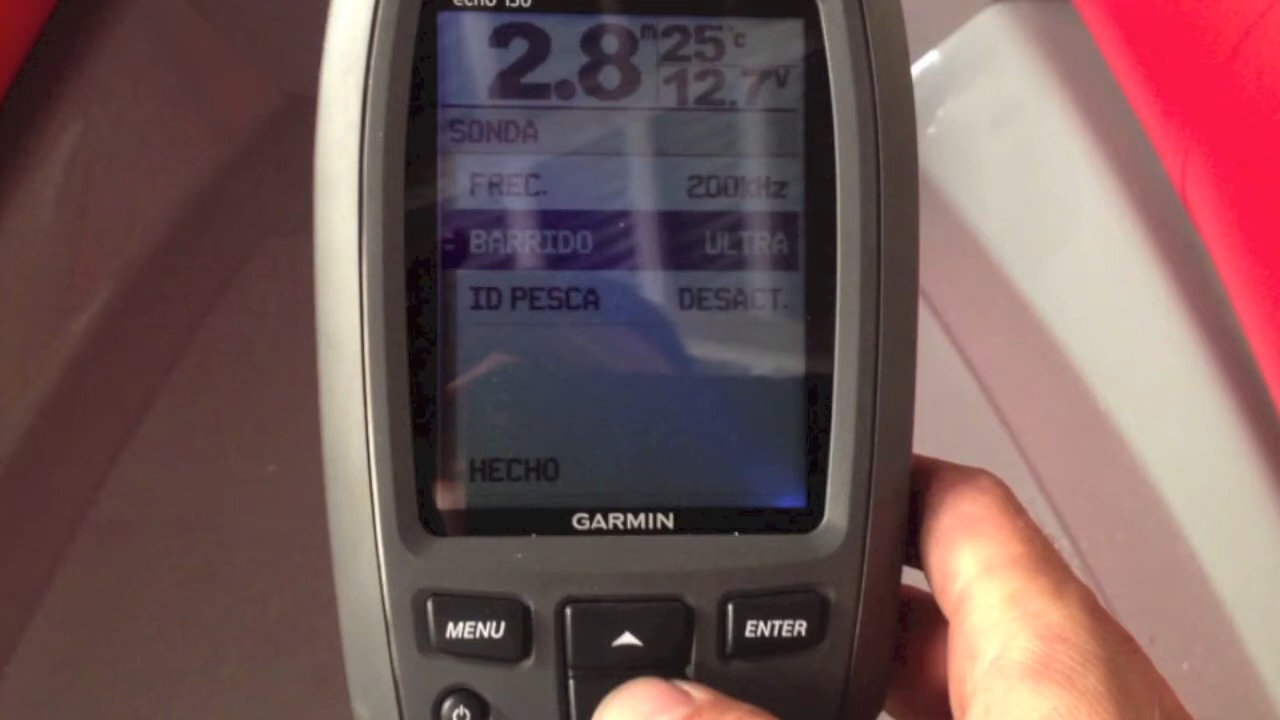 echo 150
2.8 m 25°c
12.7 V
SONDA
FREC. 200kHz
BARRIDO ULTRA
ID PESCA DESACT.
HECHO
GARMIN
MENU ENTER